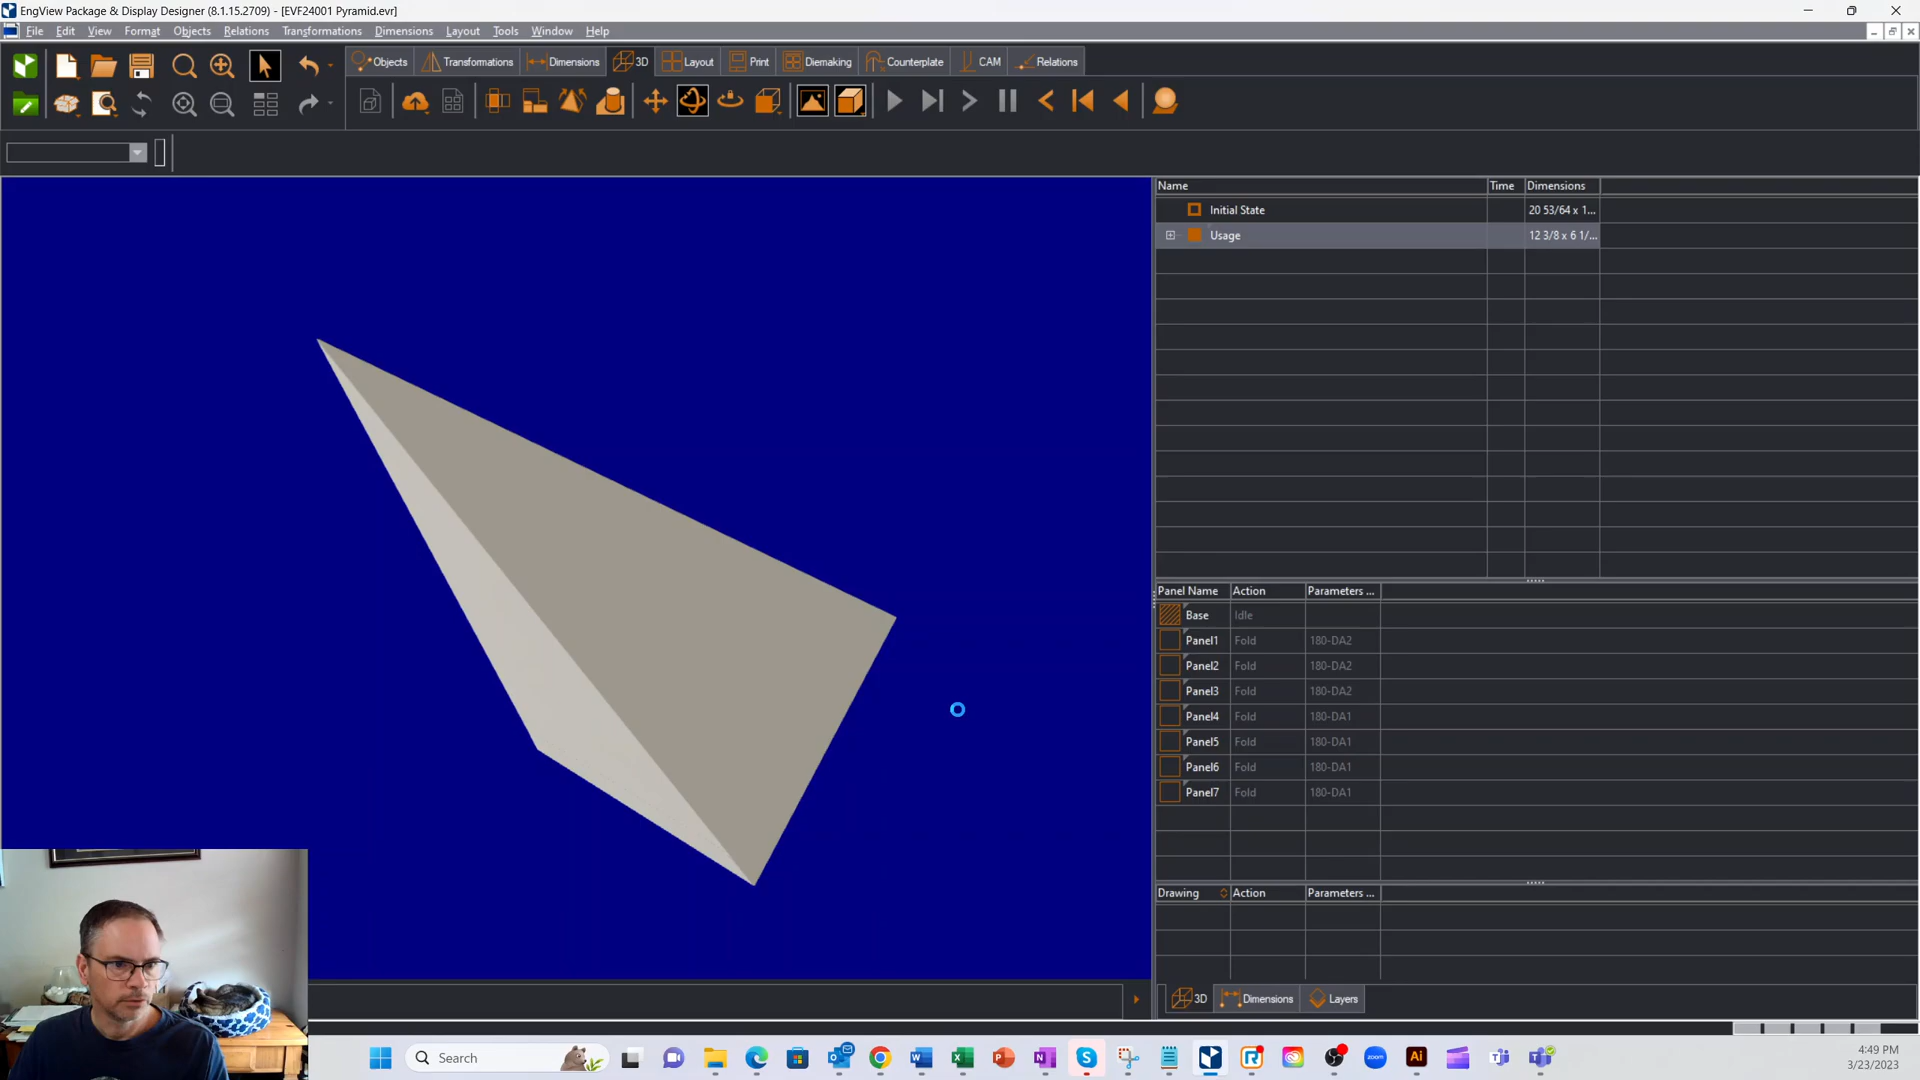 EngView Package & Display Designer (8.1.15.2709) - [EVF24001 Pyramid.evr]
File Edit View Format Objects Relations Transformations Dimensions Layout Tools Window Help
Objects Transformations Dimensions 3D Layout Print Diemaking Counterplate CAM Relations
Name Time Dimensions
Initial State 20 53/64 x 1...
Usage 12 3/8 x 6 1/...
Panel Name Action Parameters ...
Base Idle
Panel1 Fold 180-DA2
Panel2 Fold 180-DA2
Panel3 Fold 180-DA2
Panel4 Fold 180-DA1
Panel5 Fold 180-DA1
Panel6 Fold 180-DA1
Panel7 Fold 180-DA1
Drawing Action Parameters ...
3D Dimensions Layers
Search
zoom
Ai
4:49 PM
3/23/2023